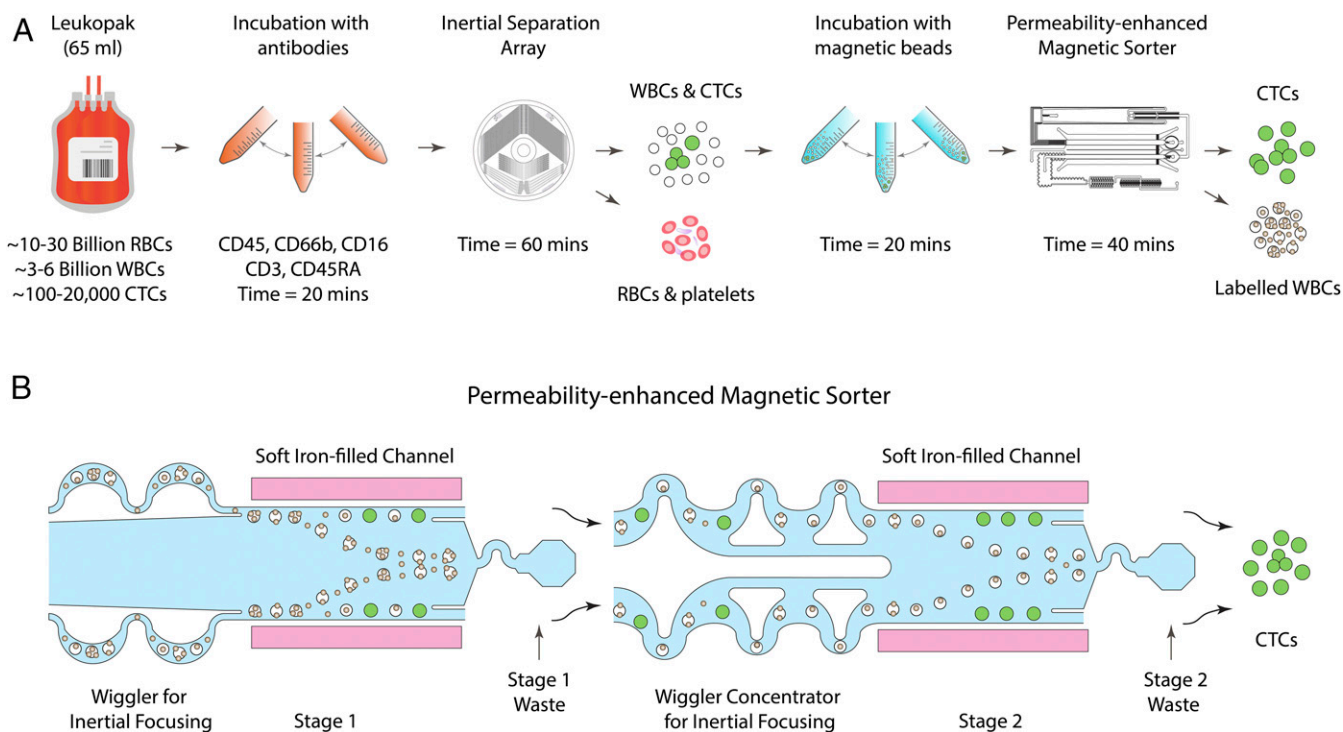 A
Leukopak
(65 ml)
Incubation with
antibodies
Inertial Separation
Array
Incubation with
magnetic beads
Permeability-enhanced
Magnetic Sorter
WBCs & CTCs
CTCs
~10-30 Billion RBCs
~3-6 Billion WBCs
~100-20,000 CTCs
CD45, CD66b, CD16
CD3, CD45RA
Time = 20 mins
Time = 60 mins
RBCs & platelets
Time = 20 mins
Time = 40 mins
Labelled WBCs
B
Permeability-enhanced Magnetic Sorter
Soft Iron-filled Channel
Soft Iron-filled Channel
Wiggler for
Inertial Focusing
Stage 1
Stage 1
Waste
Wiggler Concentrator
for Inertial Focusing
Stage 2
Stage 2
Waste
CTCs